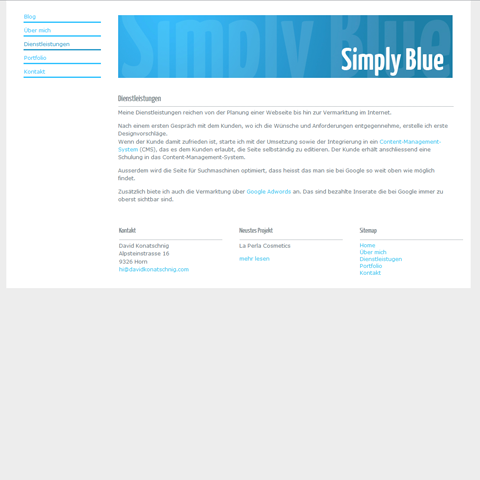 Blog
Über mich
Dienstleistungen
Portfolio
Kontakt
Simply Blue
Simply Blue
Dienstleistungen
Meine Dienstleistungen reichen von der Planung einer Webseite bis hin zur Vermarktung im Internet.
Nach einem ersten Gespräch mit dem Kunden, wo ich die Wünsche und Anforderungen entgegennehme, erstelle ich erste
Designvorschläge.
Wenn der Kunde damit zufrieden ist, starte ich mit der Umsetzung sowie der Integrierung in ein Content-Management-
System (CMS), das es dem Kunden erlaubt, die Seite selbständig zu editieren. Der Kunde erhält anschliessend eine
Schulung in das Content-Management-System.
Ausserdem wird die Seite für Suchmaschinen optimiert, dass heisst das man sie bei Google so weit oben wie möglich
findet.
Zusätzlich biete ich auch die Vermarktung über Google Adwords an. Das sind bezahlte Inserate die bei Google immer zu
oberst sichtbar sind.
Kontakt
David Konatschnig
Alpsteinstrasse 16
9326 Horn
hi@davidkonatschnig.com
Neustes Projekt
La Perla Cosmetics
mehr lesen
Sitemap
Home
Über mich
Dienstleistugen
Portfolio
Kontakt